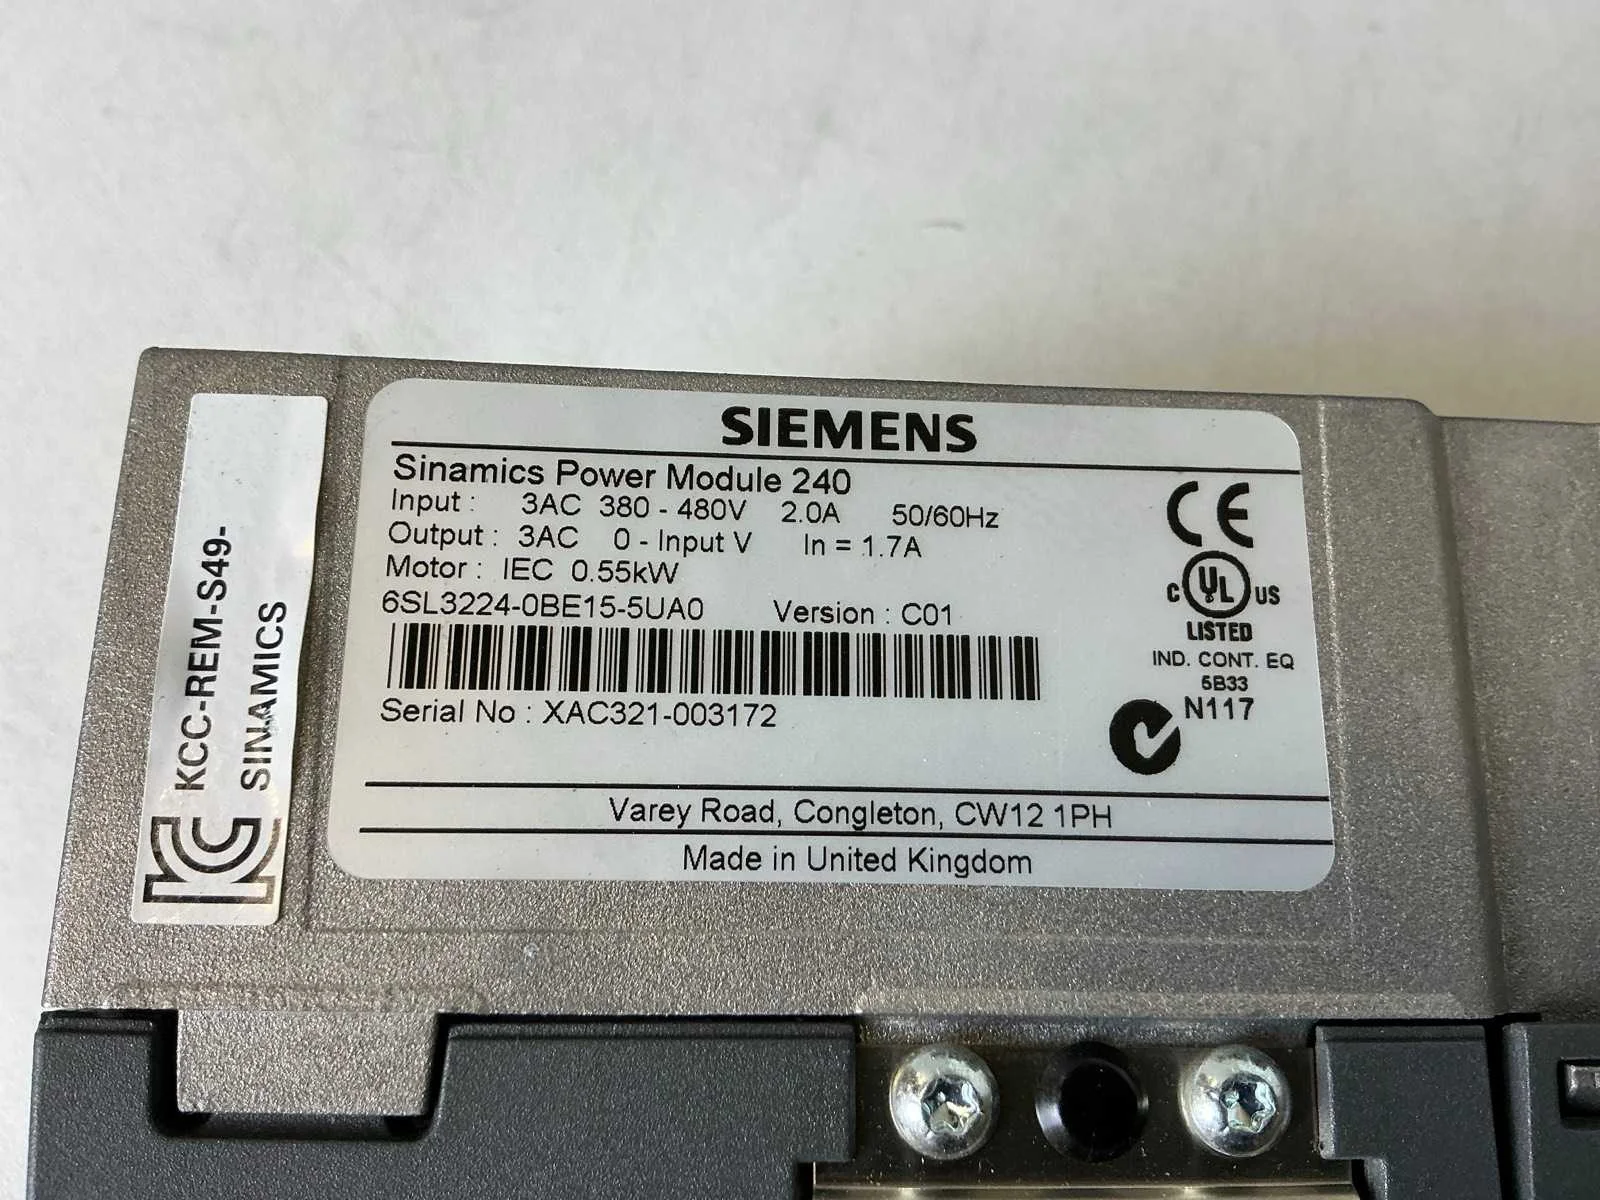 SIEMENS
Sinamics Power Module 240
Input : 3AC 380 - 480V 2.0A 50/60Hz
Output : 3AC 0 - Input V In = 1.7A
Motor : IEC 0.55kW
6SL3224-0BE15-5UA0 Version : C01
Serial No : XAC321-003172
CE
C UL US
LISTED
IND. CONT. EQ
5B33
N117
Varey Road, Congleton, CW12 1PH
Made in United Kingdom
KCC-REM-S49-
SINAMICS